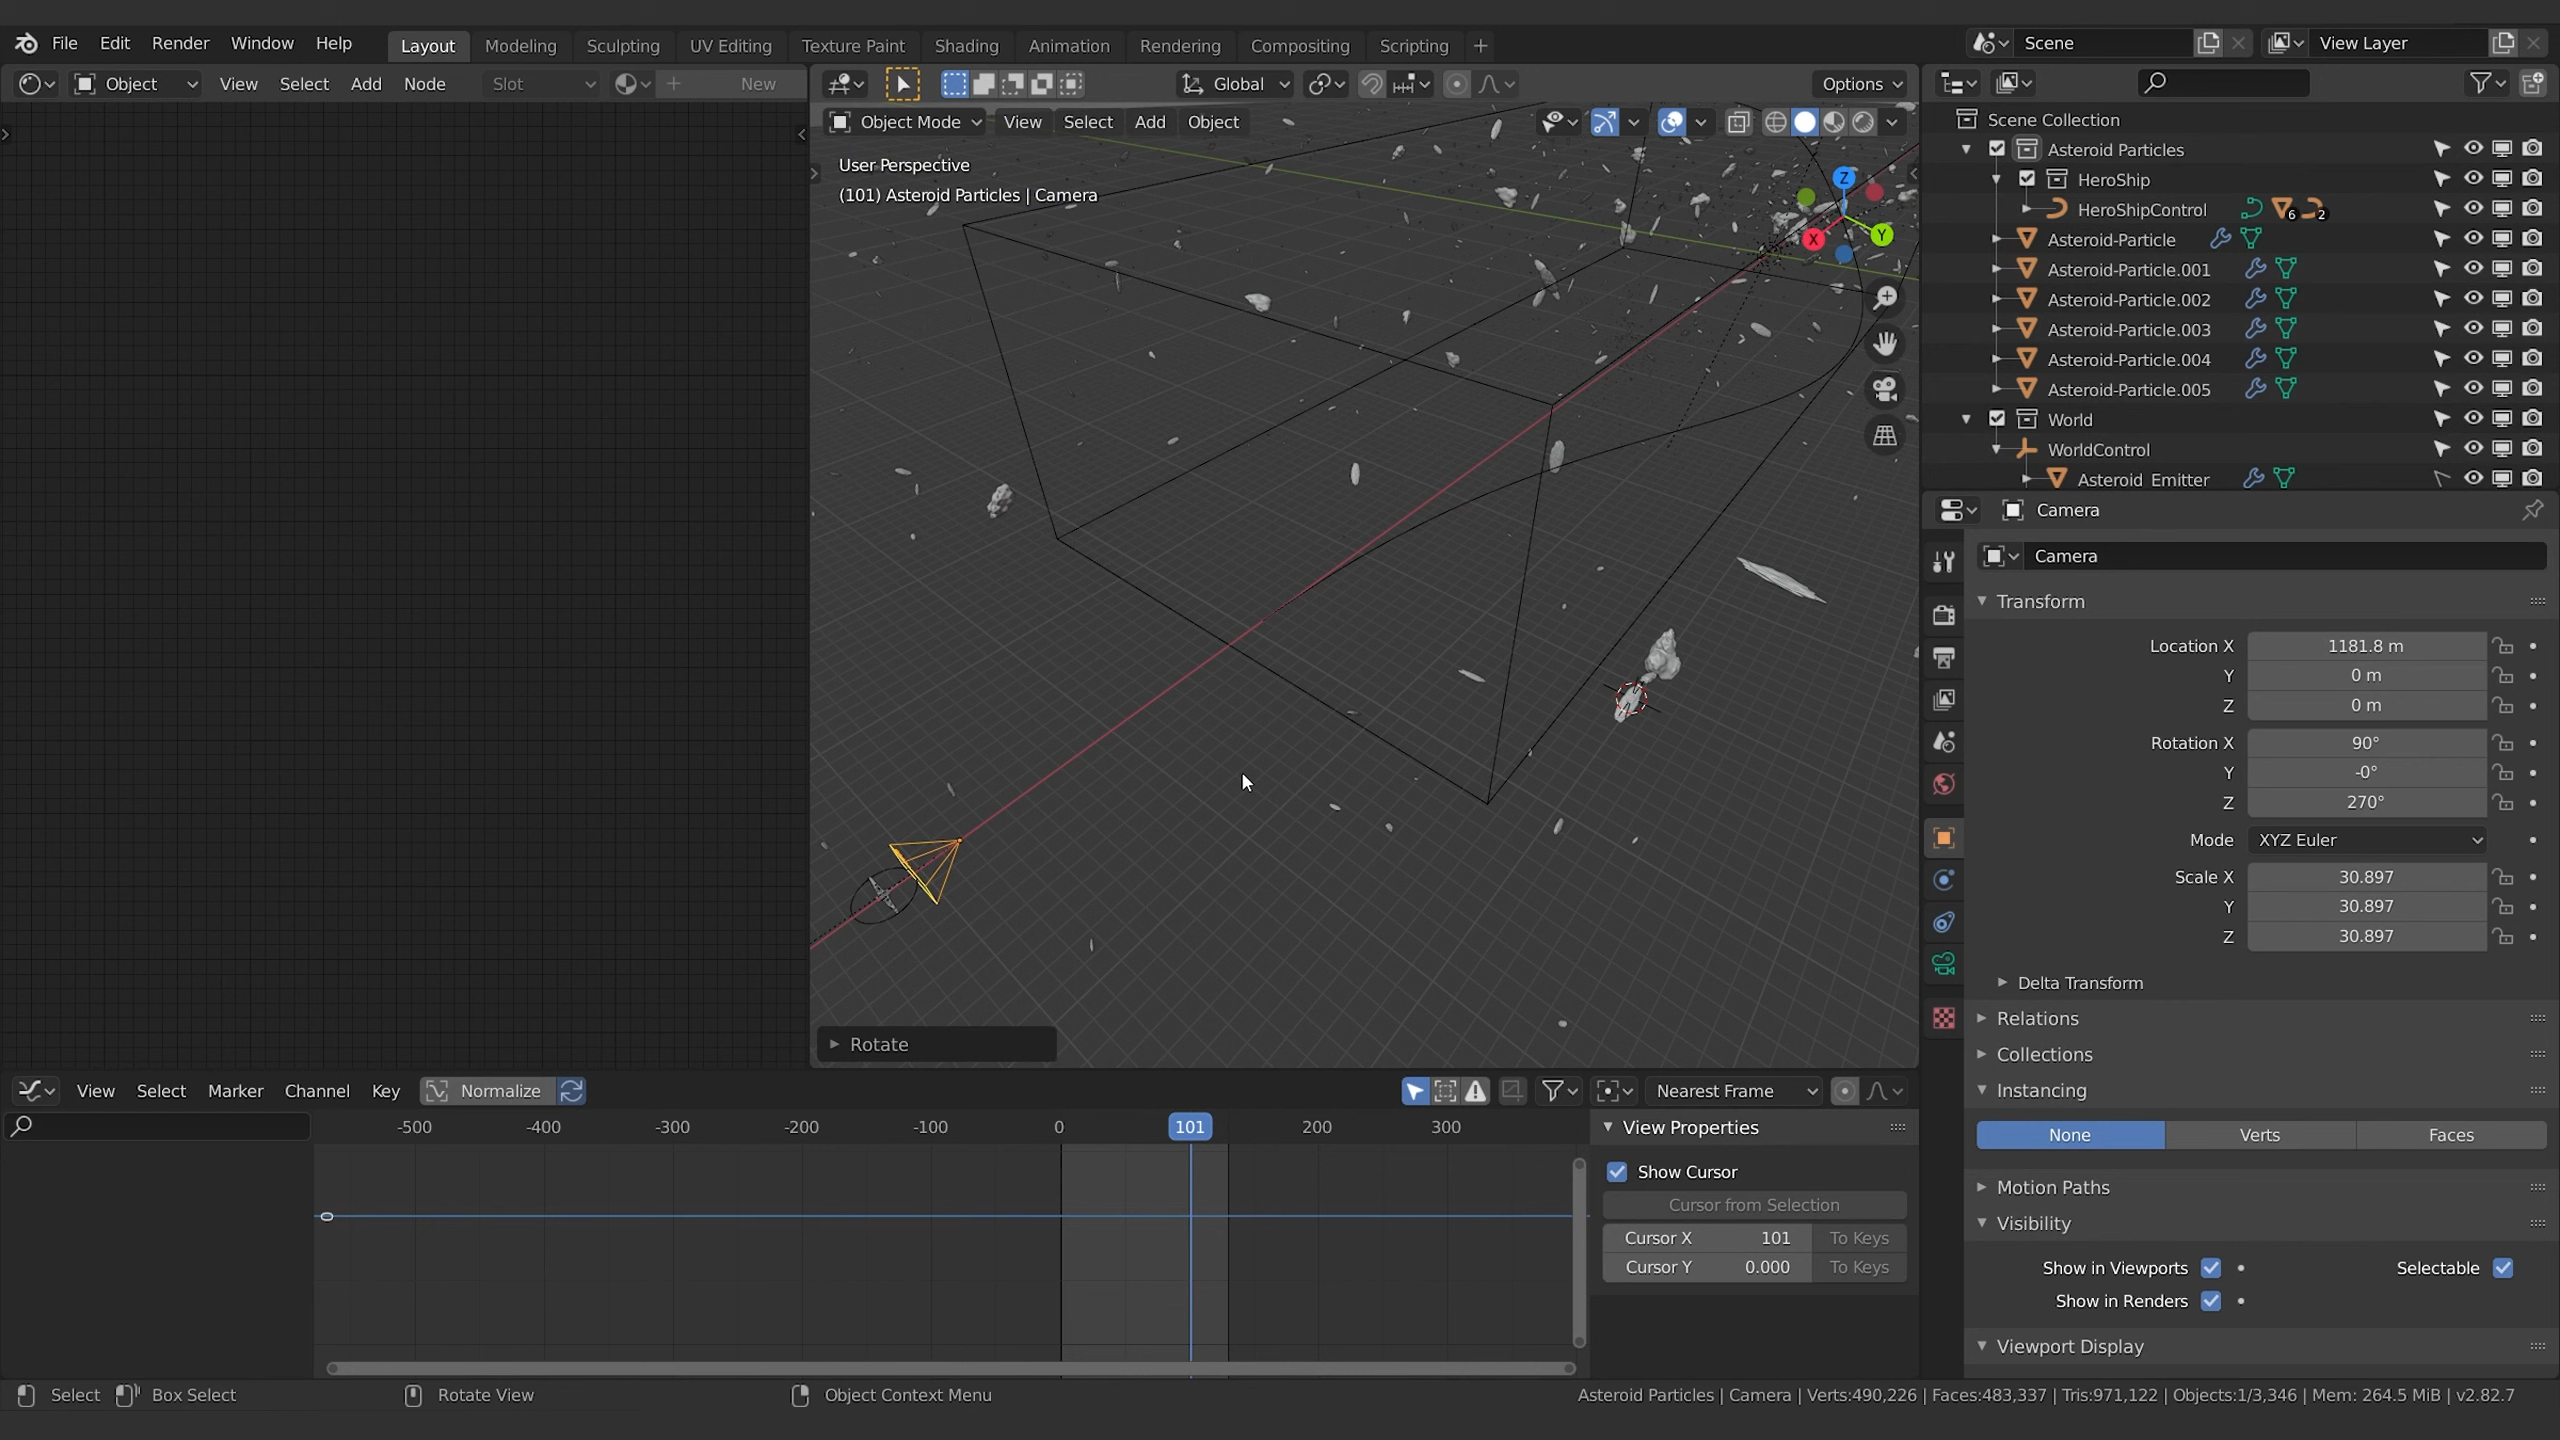 File Edit Render Window Help Layout Modeling Sculpting UV Editing Texture Paint Shading Animation Rendering Compositing Scripting + Scene View Layer
Object View Select Add Node Slot New Global Options
Object Mode View Select Add Object
User Perspective
(101) Asteroid Particles | Camera
Z
X
Y
Rotate
Scene Collection
Asteroid Particles
HeroShip
HeroShipControl 6 2
Asteroid-Particle
Asteroid-Particle.001
Asteroid-Particle.002
Asteroid-Particle.003
Asteroid-Particle.004
Asteroid-Particle.005
World
WorldControl
Asteroid Emitter
Camera
Camera
Transform
Location X 1181.8 m
Y 0 m
Z 0 m
Rotation X 90°
Y -0°
Z 270°
Mode XYZ Euler
Scale X 30.897
Y 30.897
Z 30.897
Delta Transform
Relations
Collections
Instancing
None Verts Faces
Motion Paths
Visibility
Show in Viewports Selectable
Show in Renders
Viewport Display
View Select Marker Channel Key Normalize Nearest Frame
-500 -400 -300 -200 -100 0 101 200 300
View Properties
Show Cursor
Cursor from Selection
Cursor X 101 To Keys
Cursor Y 0.000 To Keys
Select Box Select Rotate View Object Context Menu Asteroid Particles | Camera | Verts:490,226 | Faces:483,337 | Tris:971,122 | Objects:1/3,346 | Mem: 264.5 MiB | v2.82.7